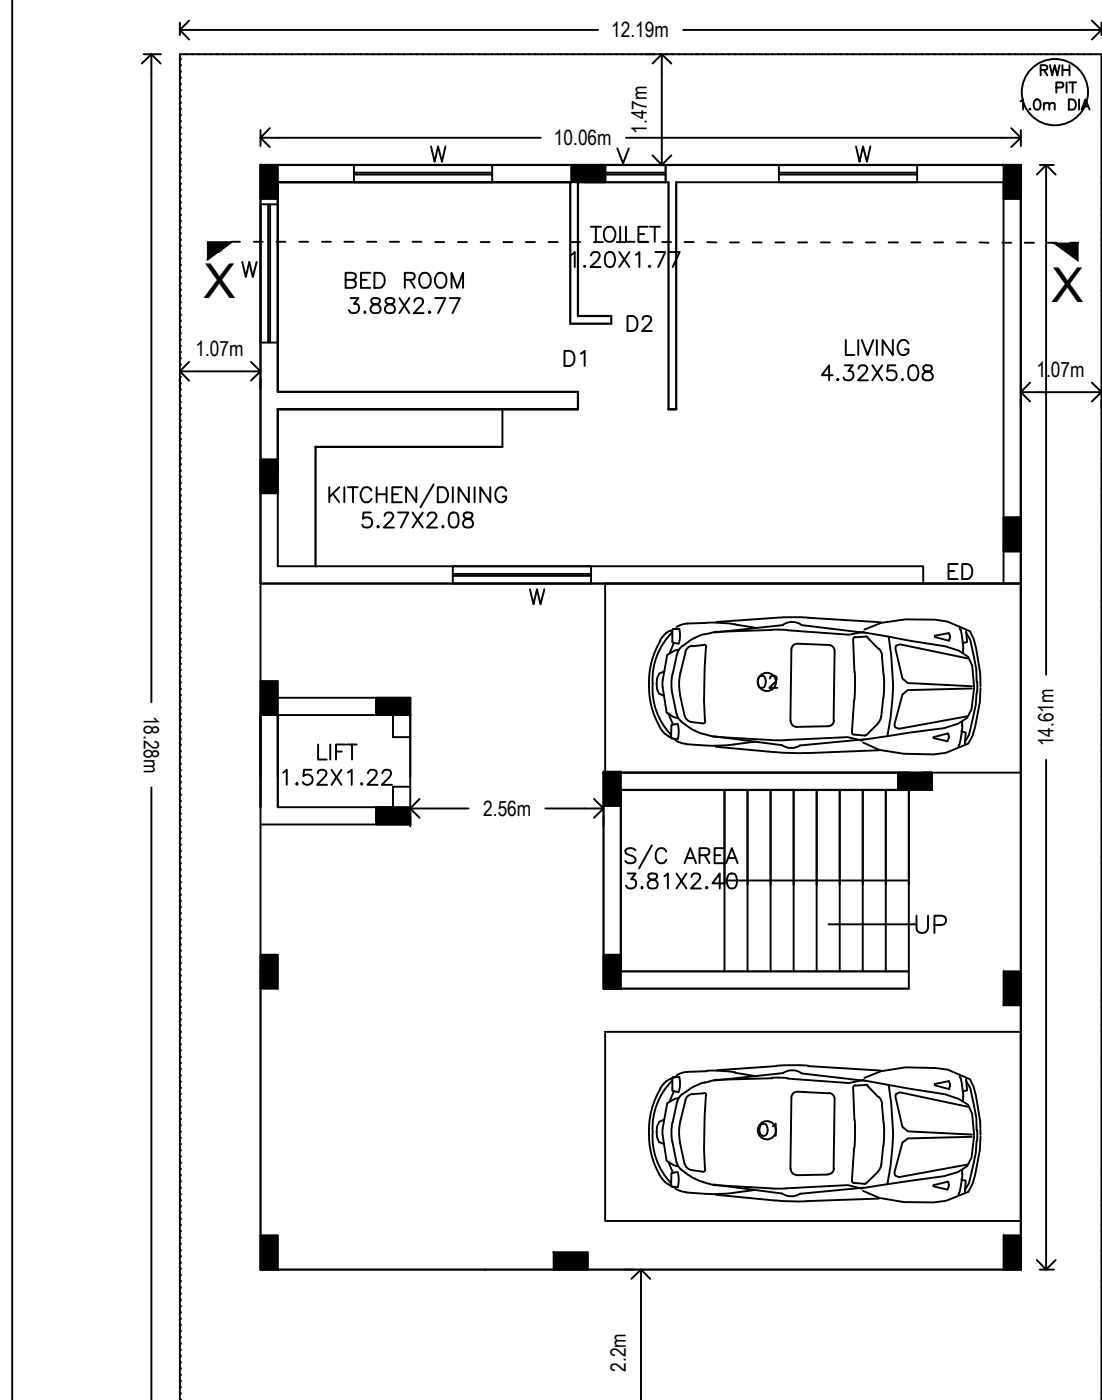 12.19m
RWH
PIT
1.0m DIA
1.47m
10.06m
W
V
W
TOILET
1.20X1.77
X
W
BED ROOM
3.88X2.77
X
D2
1.07m
D1
LIVING
4.32X5.08
1.07m
KITCHEN/DINING
5.27X2.08
ED
W
02
18.28m
14.61m
LIFT
1.52X1.22
2.56m
S/C AREA
3.81X2.40
UP
01
2.2m